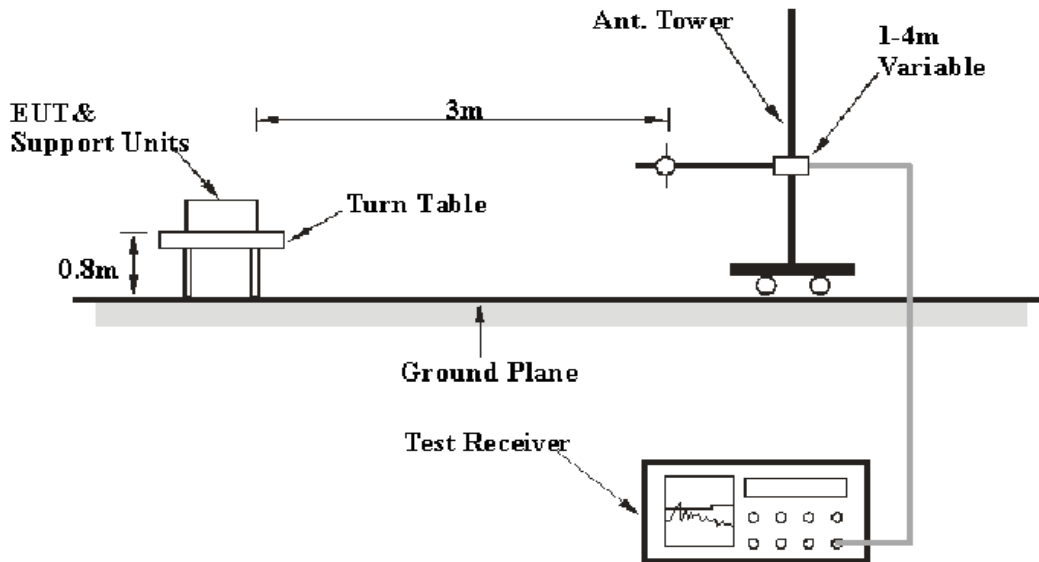 Ant. Tower
1-4m
Variable
EUT&
Support Units
3m
Turn Table
0.8m
Ground Plane
Test Receiver